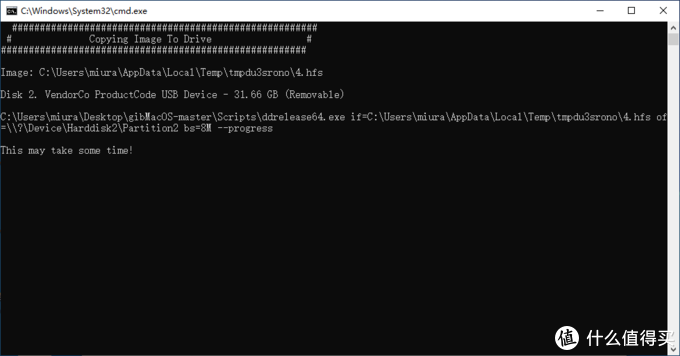 C:\Windows\System32\cmd.exe
#######################################################
# Copying Image To Drive #
#######################################################
Image: C:\Users\miura\AppData\Local\Temp\tmpdu3srono\4.hfs
Disk 2. VendorCo ProductCode USB Device - 31.66 GB (Removable)
C:\Users\miura\Desktop\gibMacOS-master\Scripts\ddrelease64.exe if=C:\Users\miura\AppData\Local\Temp\tmpdu3srono\4.hfs of
=\\?\Device\Harddisk2\Partition2 bs=8M --progress
This may take some time!
值 什么值得买